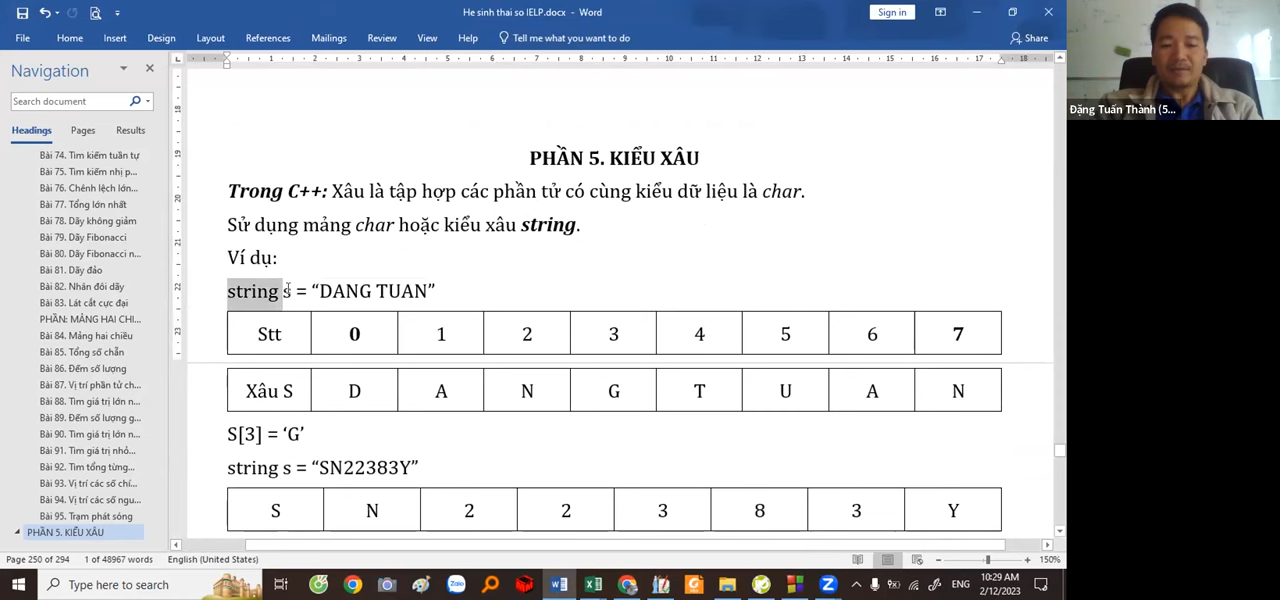 He sinh thai so IELP.docx - Word
Sign in
File Home Insert Design Layout References Mailings Review View Help Tell me what you want to do Share
Navigation
Search document
Headings Pages Results
Bài 74. Tìm kiếm tuần tự
Bài 75. Tìm kiếm nhị p...
Bài 76. Chênh lệch lớn...
Bài 77. Tổng lớn nhất
Bài 78. Dãy không giảm
Bài 79. Dãy Fibonacci
Bài 80. Dãy Fibonacci n...
Bài 81. Dãy đảo
Bài 82. Nhân đôi dãy
Bài 83. Lát cắt cực đại
PHẦN: MẢNG HAI CHI...
Bài 84. Mảng hai chiều
Bài 85. Tổng số chẵn
Bài 86. Đếm số lượng
Bài 87. Vị trí phần tử ch...
Bài 88. Tìm giá trị lớn n...
Bài 89. Đếm số lượng g...
Bài 90. Tìm giá trị lớn n...
Bài 91. Tìm giá trị nhỏ...
Bài 92. Tìm tổng từng...
Bài 93. Vị trí các số chí...
Bài 94. Vị trí các số ngu...
Bài 95. Trạm phát sóng
PHẦN 5. KIỂU XÂU
PHẦN 5. KIỂU XÂU
Trong C++: Xâu là tập hợp các phần tử có cùng kiểu dữ liệu là char.
Sử dụng mảng char hoặc kiểu xâu string.
Ví dụ:
string s = “DANG TUAN”
Stt 0 1 2 3 4 5 6 7
Xâu S D A N G T U A N
S[3] = ‘G’
string s = “SN22383Y”
S N 2 2 3 8 3 Y
Đặng Tuấn Thành (5...
Page 250 of 294 1 of 48967 words English (United States) 150%
Type here to search
Zalo
ENG
10:29 AM
2/12/2023